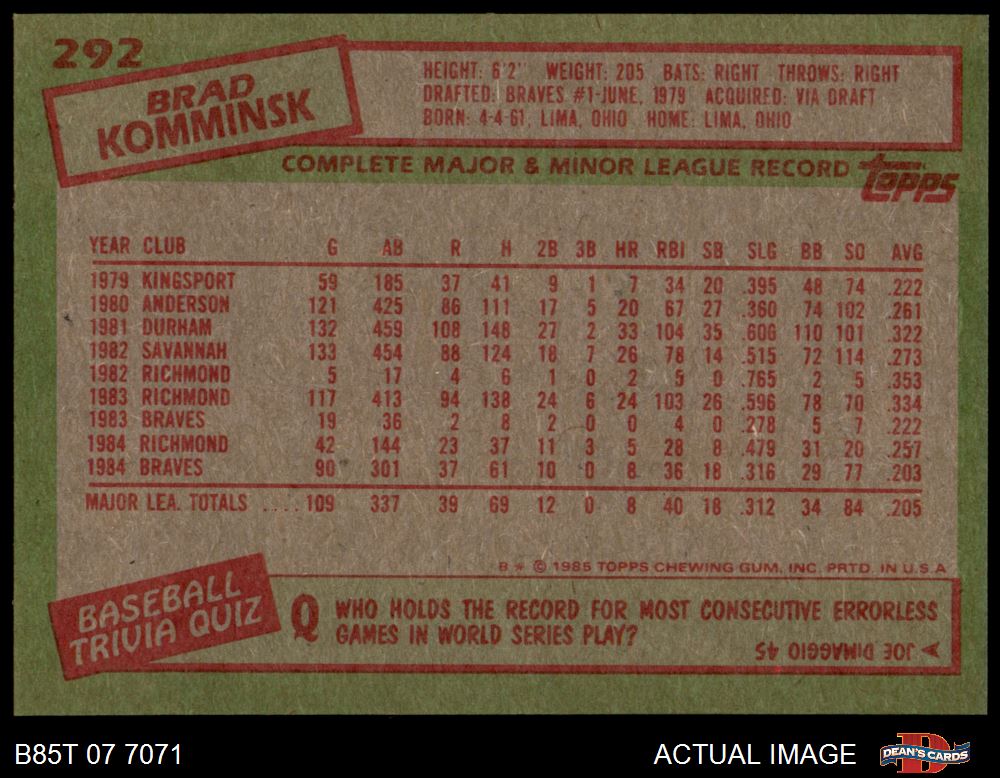 292
BRAD
KOMMINSK
HEIGHT: 6'2" WEIGHT: 205 BATS: RIGHT THROWS: RIGHT
DRAFTED: BRAVES #1-JUNE, 1979 ACQUIRED: VIA DRAFT
BORN: 4-4-61, LIMA, OHIO HOME: LIMA, OHIO
COMPLETE MAJOR & MINOR LEAGUE RECORD
TOPPS
YEAR CLUB G AB R H 2B 3B HR RBI SB SLG BB SO AVG
1979 KINGSPORT 59 185 37 41 9 1 7 34 20 .395 48 74 .222
1980 ANDERSON 121 425 86 111 17 5 20 67 27 .360 74 102 .261
1981 DURHAM 132 459 108 148 27 2 33 104 35 .606 110 101 .322
1982 SAVANNAH 133 454 88 124 18 7 26 78 14 .515 72 114 .273
1982 RICHMOND 5 17 4 6 1 0 2 5 0 .765 2 5 .353
1983 RICHMOND 117 413 94 138 24 6 24 103 26 .596 78 70 .334
1983 BRAVES 19 36 2 8 2 0 0 4 0 .278 5 7 .222
1984 RICHMOND 42 144 23 37 11 3 5 28 8 .479 31 20 .257
1984 BRAVES 90 301 37 61 10 0 8 36 18 .316 29 77 .203
MAJOR LEA. TOTALS ....109 337 39 69 12 0 8 40 18 .312 34 84 .205
B * © 1985 TOPPS CHEWING GUM, INC. PRTD. IN U.S.A
BASEBALL
TRIVIA QUIZ
Q WHO HOLDS THE RECORD FOR MOST CONSECUTIVE ERRORLESS
GAMES IN WORLD SERIES PLAY?
A JOE DiMAGGIO 45
B85T 07 7071
ACTUAL IMAGE
D
DEAN'S CARDS